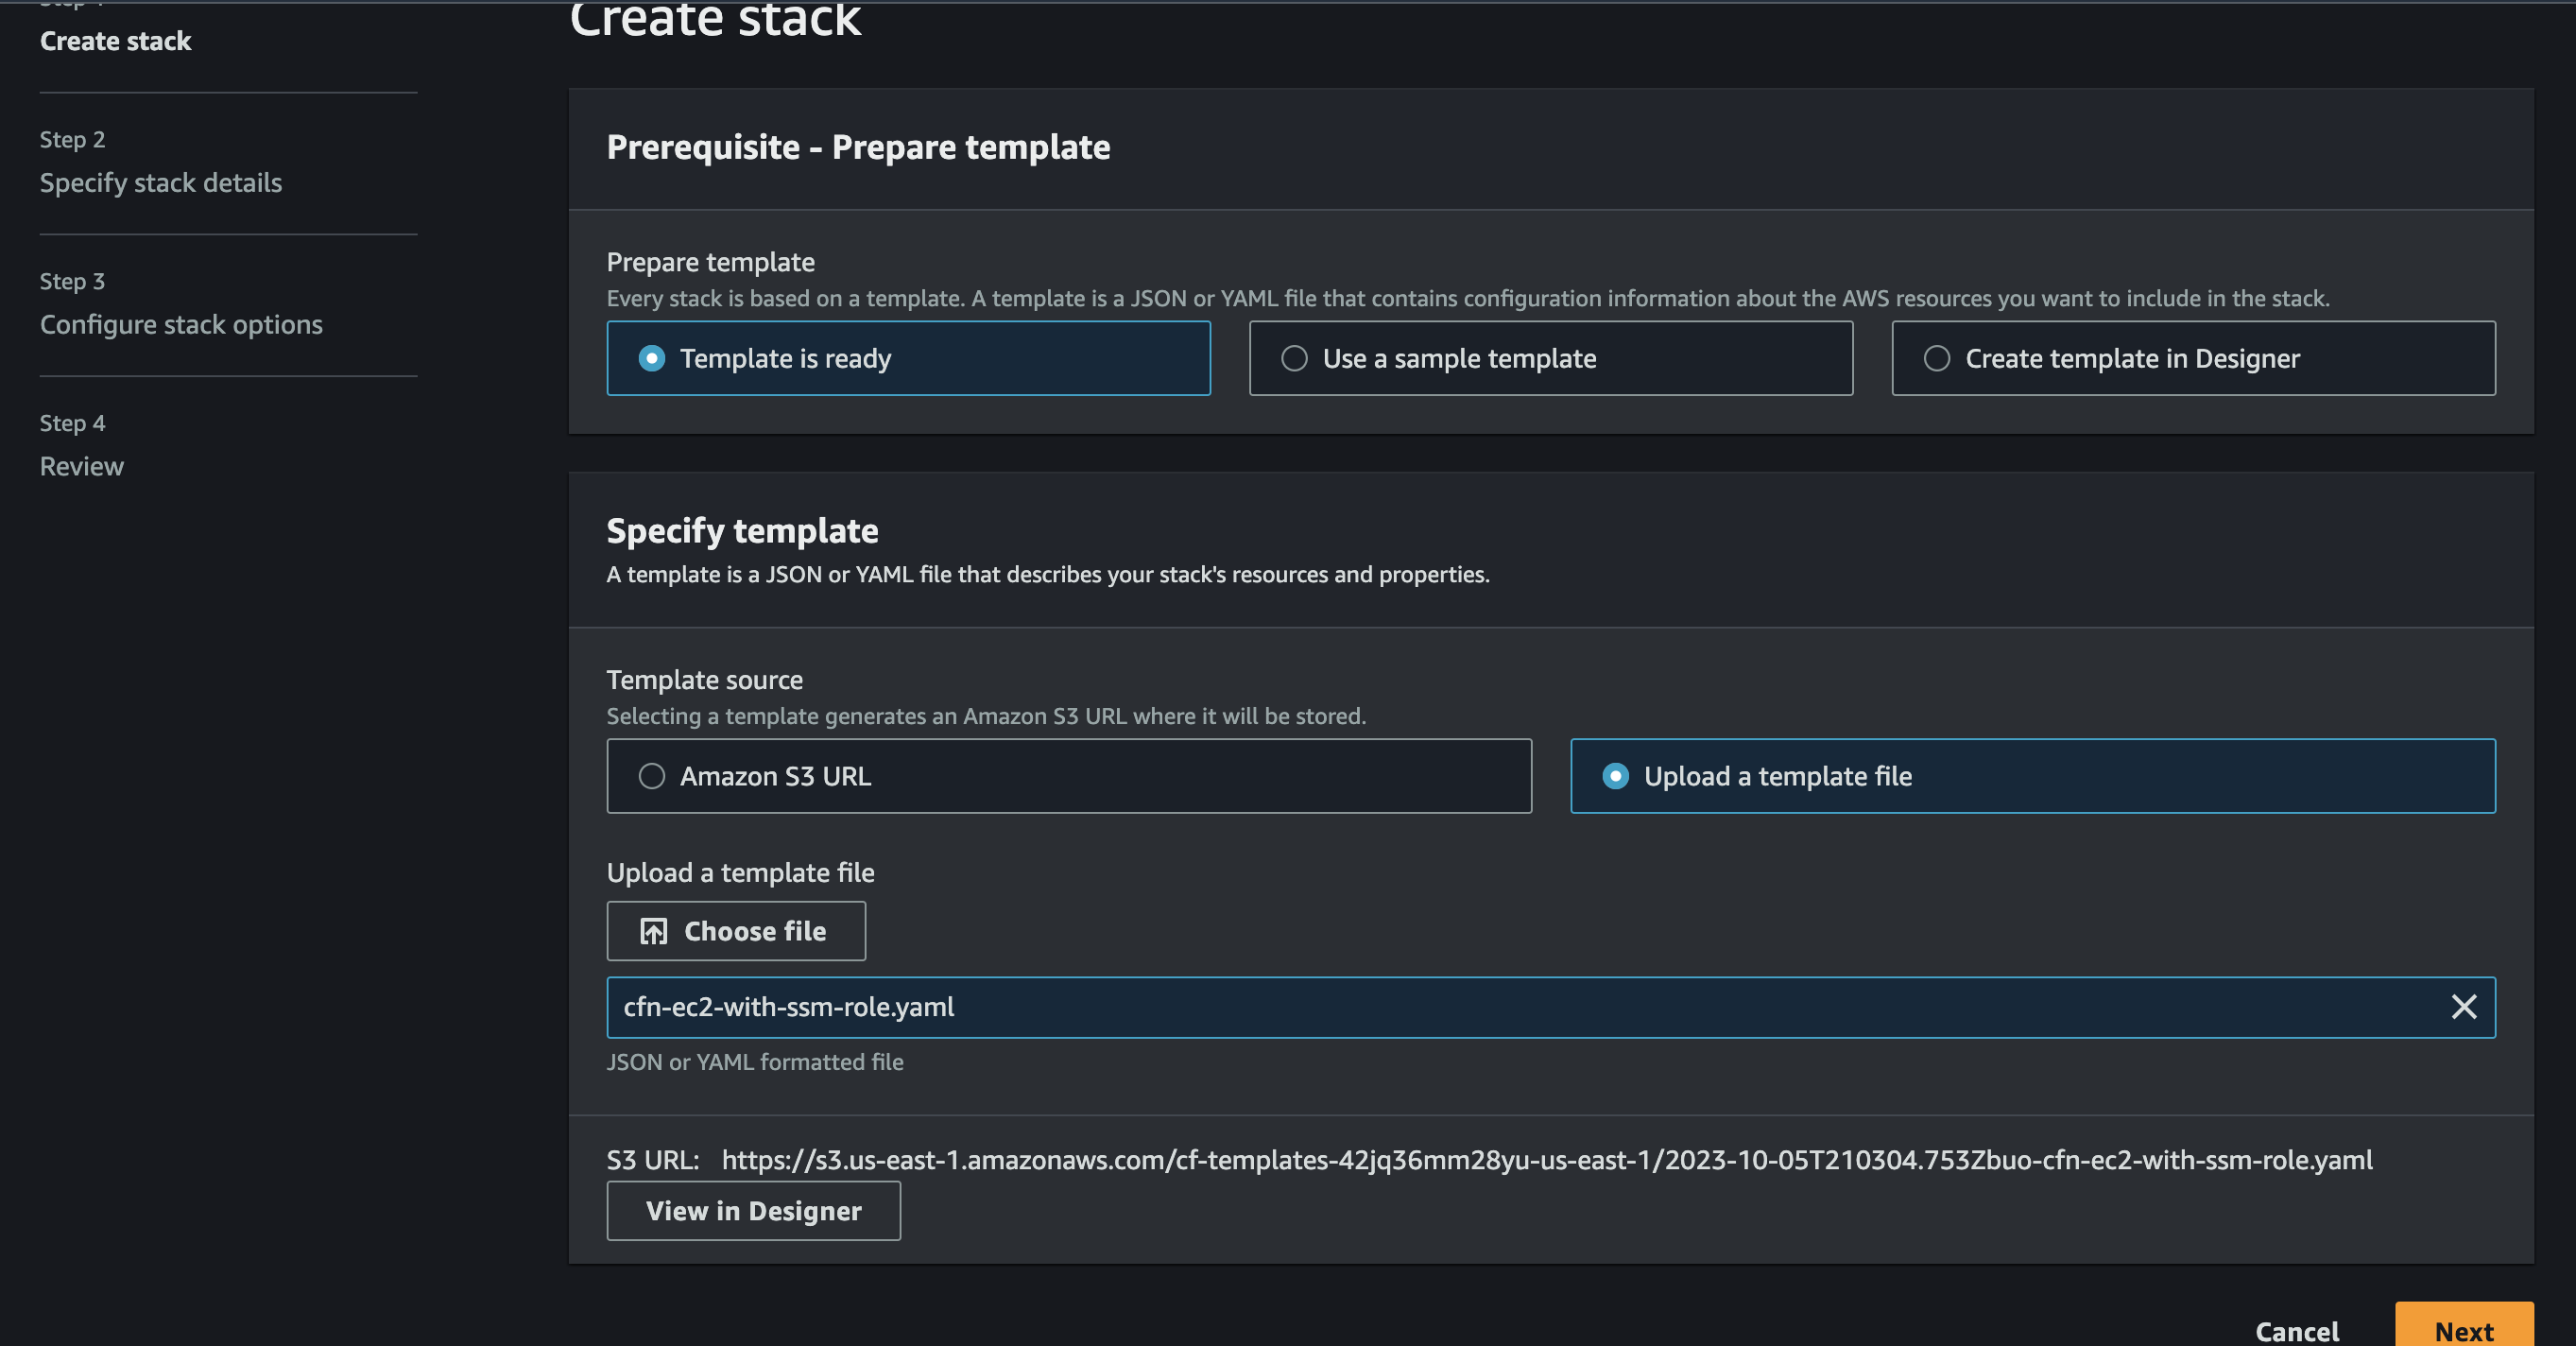 Create stack
Step 2
Specify stack details
Step 3
Configure stack options
Step 4
Review
Create stack
Prerequisite - Prepare template
Prepare template
Every stack is based on a template. A template is a JSON or YAML file that contains configuration information about the AWS resources you want to include in the stack.
Template is ready
Use a sample template
Create template in Designer
Specify template
A template is a JSON or YAML file that describes your stack's resources and properties.
Template source
Selecting a template generates an Amazon S3 URL where it will be stored.
Amazon S3 URL
Upload a template file
Upload a template file
Choose file
cfn-ec2-with-ssm-role.yaml
JSON or YAML formatted file
S3 URL: https://s3.us-east-1.amazonaws.com/cf-templates-42jq36mm28yu-us-east-1/2023-10-05T210304.753Zbuo-cfn-ec2-with-ssm-role.yaml
View in Designer
Cancel
Next